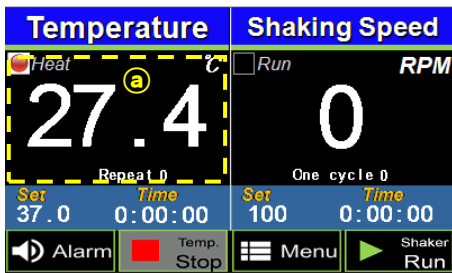 Temperature
Heat
ⓐ
℃
27.4
Repeat 0
Set
Time
37.0
0:00:00
Alarm
Temp.
Stop
Shaking Speed
Run
RPM
0
One cycle 0
Set
Time
100
0:00:00
Menu
Shaker
Run